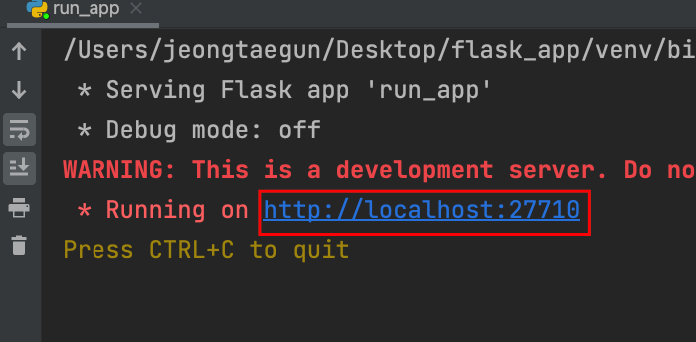 run_app
/Users/jeongtaegun/Desktop/flask_app/venv/bi
* Serving Flask app 'run_app'
* Debug mode: off
WARNING: This is a development server. Do no
* Running on http://localhost:27710
Press CTRL+C to quit